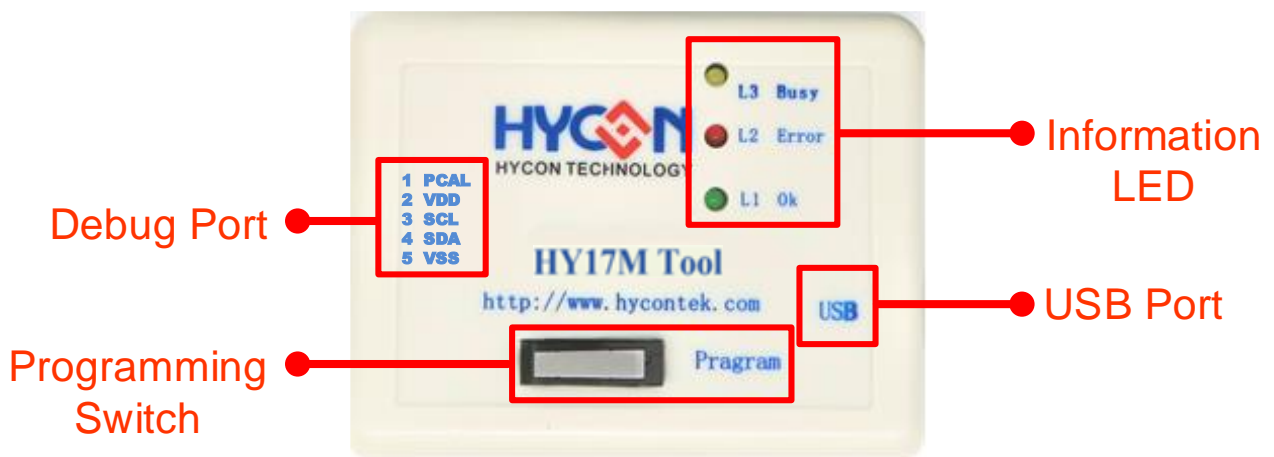 L3 Busy
HYCON
L2 Error
HYCON TECHNOLOGY
L1 Ok
Information
LED
1 PCAL
2 VDD
3 SCL
4 SDA
5 VSS
Debug Port
HY17M Tool
http://www.hycontek.com
USB
USB Port
Pragram
Programming
Switch